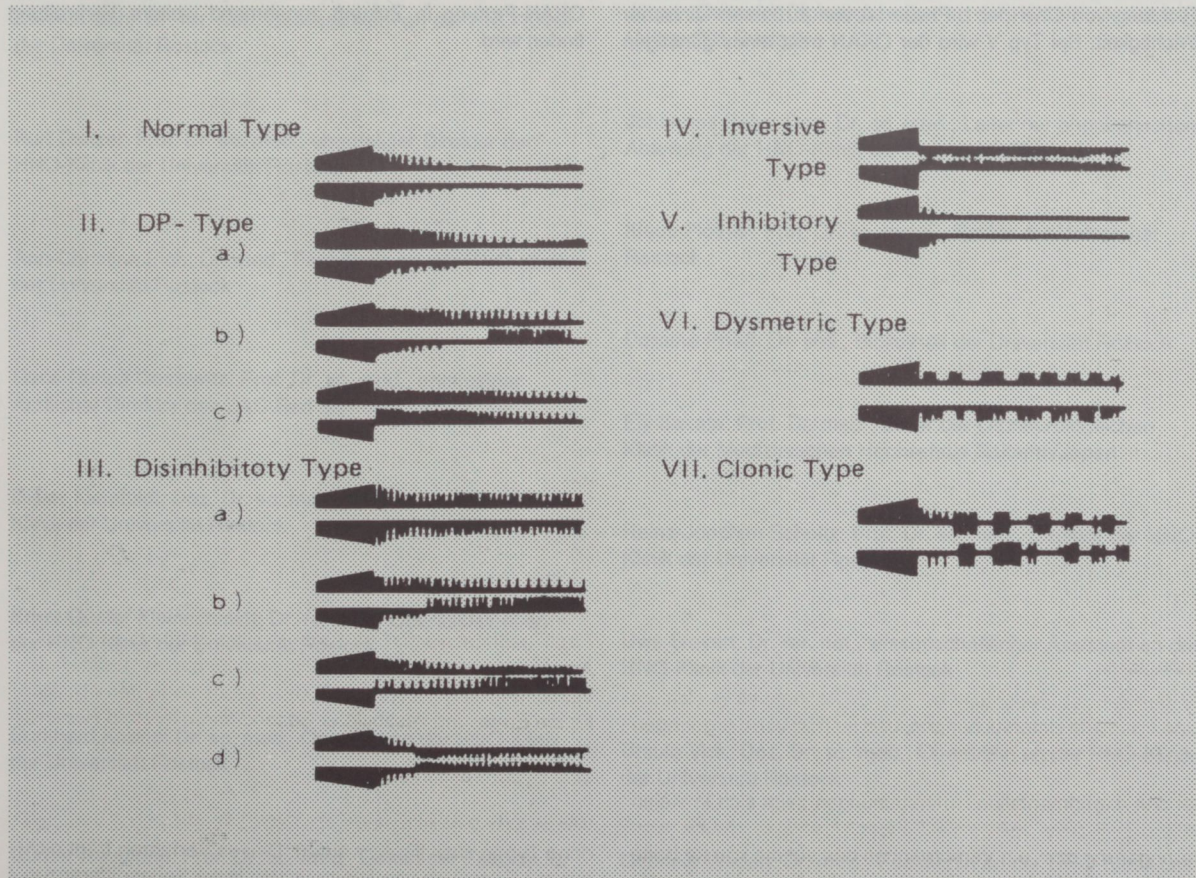 I. Normal Type
II. DP- Type
a)
b)
c)
III. Disinhibitoty Type
a)
b)
c)
d)
IV. Inversive
Type
V. Inhibitory
Type
VI. Dysmetric Type
VII. Clonic Type